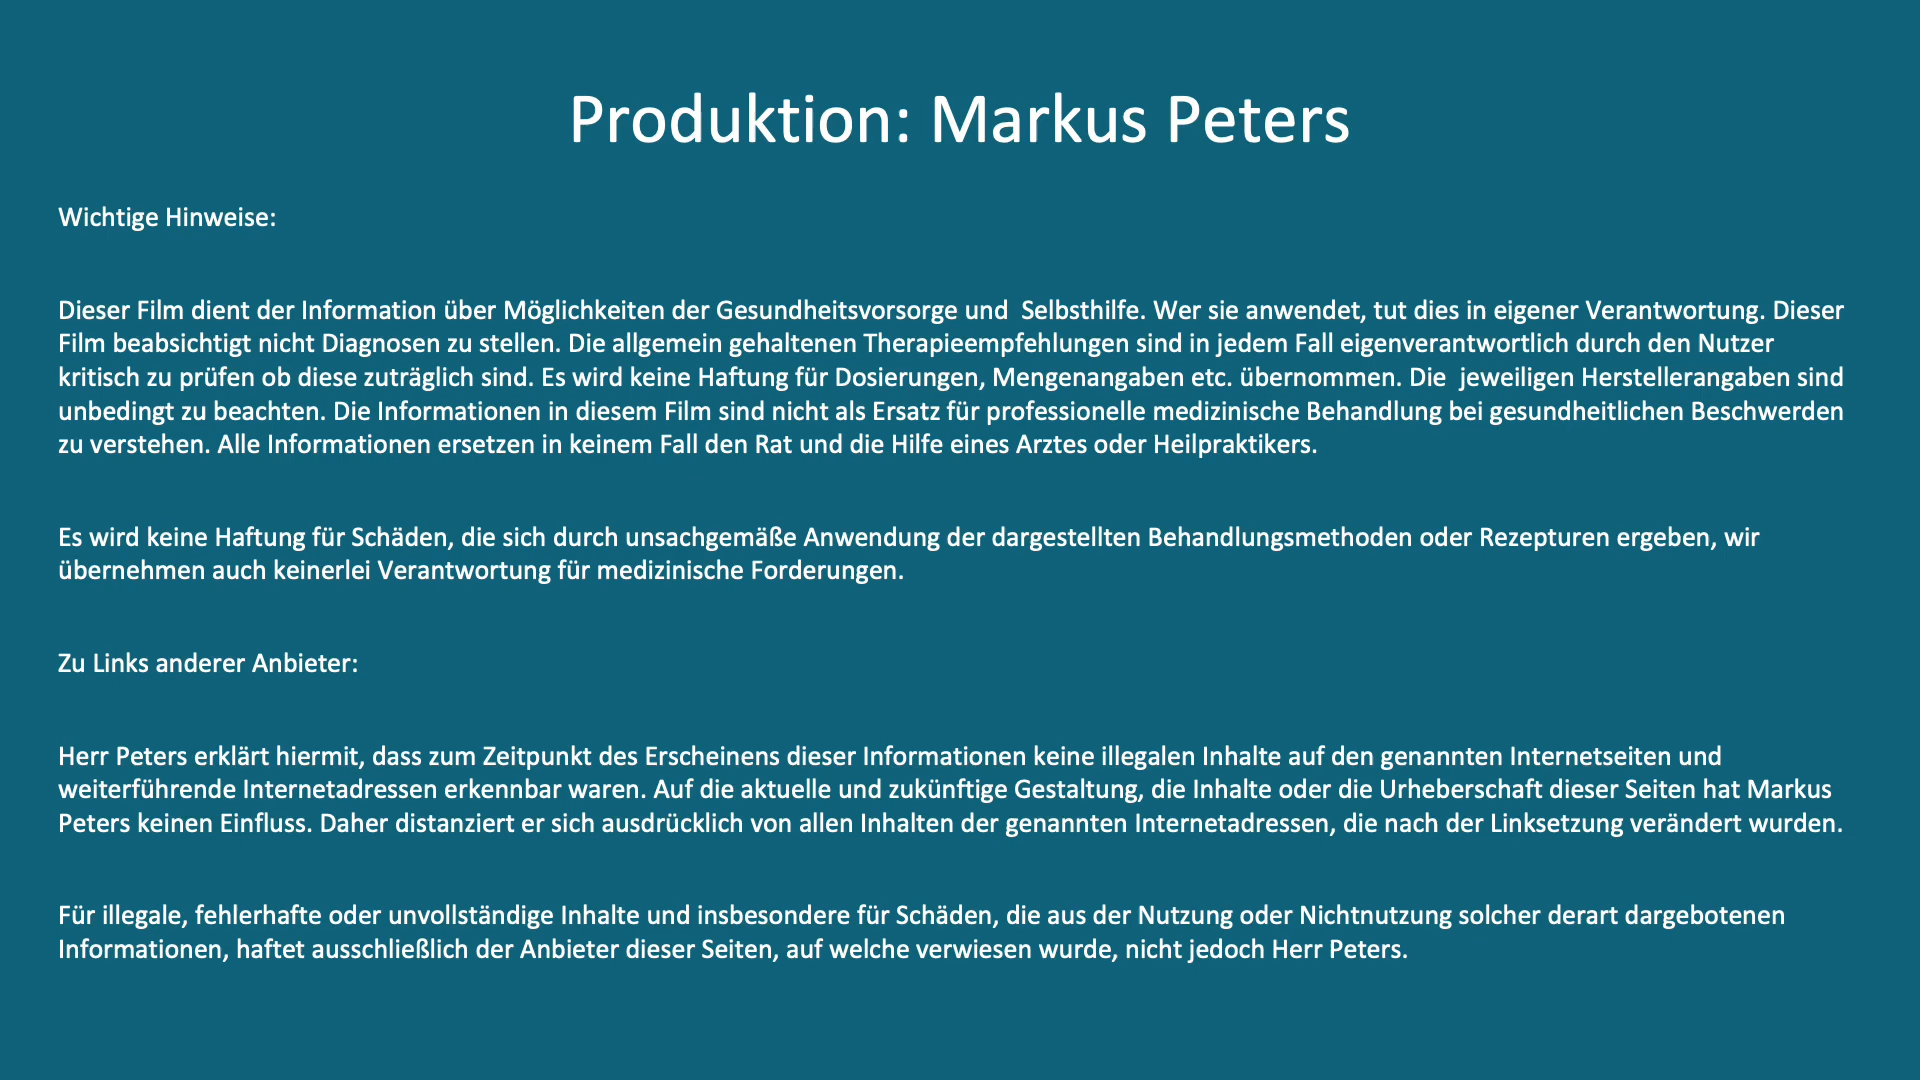 Produktion: Markus Peters
Wichtige Hinweise:
Dieser Film dient der Information über Möglichkeiten der Gesundheitsvorsorge und  Selbsthilfe. Wer sie anwendet, tut dies in eigener Verantwortung. Dieser
Film beabsichtigt nicht Diagnosen zu stellen. Die allgemein gehaltenen Therapieempfehlungen sind in jedem Fall eigenverantwortlich durch den Nutzer
kritisch zu prüfen ob diese zuträglich sind. Es wird keine Haftung für Dosierungen, Mengenangaben etc. übernommen. Die  jeweiligen Herstellerangaben sind
unbedingt zu beachten. Die Informationen in diesem Film sind nicht als Ersatz für professionelle medizinische Behandlung bei gesundheitlichen Beschwerden
zu verstehen. Alle Informationen ersetzen in keinem Fall den Rat und die Hilfe eines Arztes oder Heilpraktikers.
Es wird keine Haftung für Schäden, die sich durch unsachgemäße Anwendung der dargestellten Behandlungsmethoden oder Rezepturen ergeben, wir
übernehmen auch keinerlei Verantwortung für medizinische Forderungen.
Zu Links anderer Anbieter:
Herr Peters erklärt hiermit, dass zum Zeitpunkt des Erscheinens dieser Informationen keine illegalen Inhalte auf den genannten Internetseiten und
weiterführende Internetadressen erkennbar waren. Auf die aktuelle und zukünftige Gestaltung, die Inhalte oder die Urheberschaft dieser Seiten hat Markus
Peters keinen Einfluss. Daher distanziert er sich ausdrücklich von allen Inhalten der genannten Internetadressen, die nach der Linksetzung verändert wurden.
Für illegale, fehlerhafte oder unvollständige Inhalte und insbesondere für Schäden, die aus der Nutzung oder Nichtnutzung solcher derart dargebotenen
Informationen, haftet ausschließlich der Anbieter dieser Seiten, auf welche verwiesen wurde, nicht jedoch Herr Peters.